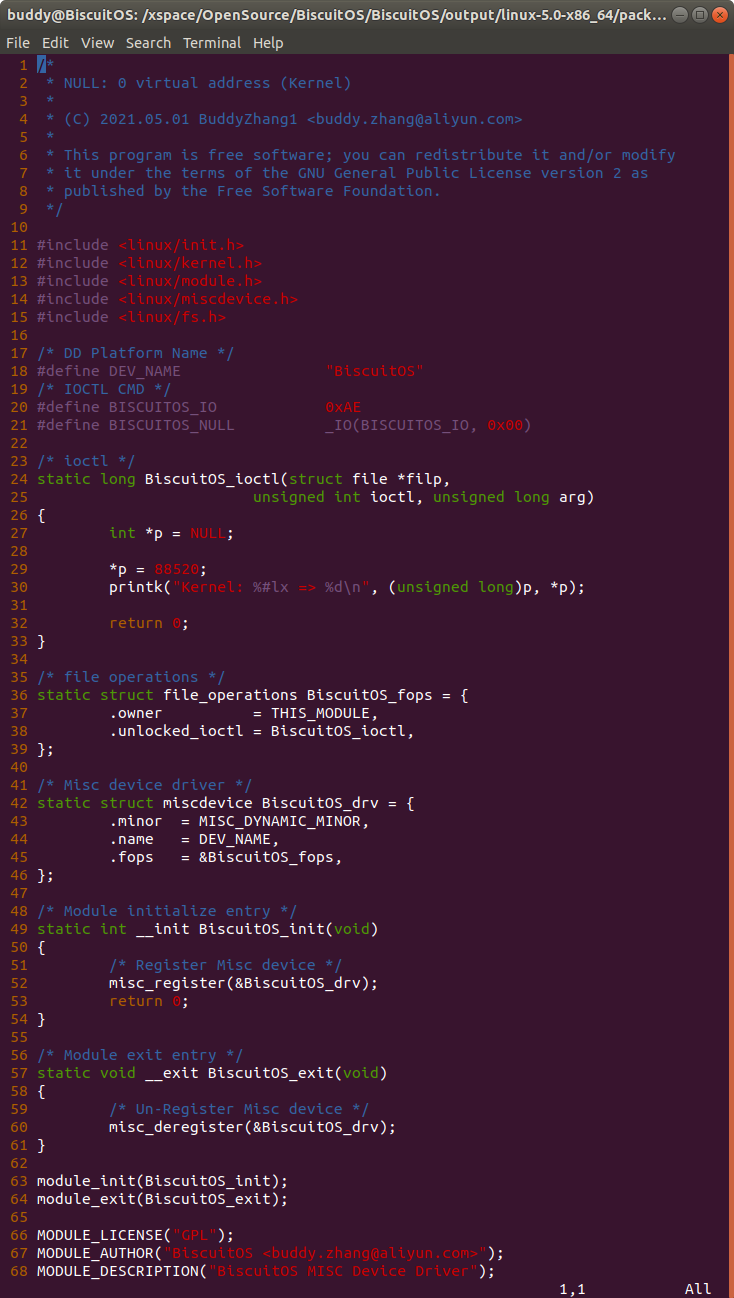 buddy@BiscuitOS: /xspace/OpenSource/BiscuitOS/BiscuitOS/output/linux-5.0-x86_64/pack...
File Edit View Search Terminal Help
1 /*
2  * NULL: 0 virtual address (Kernel)
3  *
4  * (C) 2021.05.01 BuddyZhang1 <buddy.zhang@aliyun.com>
5  *
6  * This program is free software; you can redistribute it and/or modify
7  * it under the terms of the GNU General Public License version 2 as
8  * published by the Free Software Foundation.
9  */
10
11 #include <linux/init.h>
12 #include <linux/kernel.h>
13 #include <linux/module.h>
14 #include <linux/miscdevice.h>
15 #include <linux/fs.h>
16
17 /* DD Platform Name */
18 #define DEV_NAME                "BiscuitOS"
19 /* IOCTL CMD */
20 #define BISCUITOS_IO            0xAE
21 #define BISCUITOS_NULL          _IO(BISCUITOS_IO, 0x00)
22
23 /* ioctl */
24 static long BiscuitOS_ioctl(struct file *filp,
25                         unsigned int ioctl, unsigned long arg)
26 {
27         int *p = NULL;
28
29         *p = 88520;
30         printk("Kernel: %#lx => %d\n", (unsigned long)p, *p);
31
32         return 0;
33 }
34
35 /* file operations */
36 static struct file_operations BiscuitOS_fops = {
37         .owner          = THIS_MODULE,
38         .unlocked_ioctl = BiscuitOS_ioctl,
39 };
40
41 /* Misc device driver */
42 static struct miscdevice BiscuitOS_drv = {
43         .minor  = MISC_DYNAMIC_MINOR,
44         .name   = DEV_NAME,
45         .fops   = &BiscuitOS_fops,
46 };
47
48 /* Module initialize entry */
49 static int __init BiscuitOS_init(void)
50 {
51         /* Register Misc device */
52         misc_register(&BiscuitOS_drv);
53         return 0;
54 }
55
56 /* Module exit entry */
57 static void __exit BiscuitOS_exit(void)
58 {
59         /* Un-Register Misc device */
60         misc_deregister(&BiscuitOS_drv);
61 }
62
63 module_init(BiscuitOS_init);
64 module_exit(BiscuitOS_exit);
65
66 MODULE_LICENSE("GPL");
67 MODULE_AUTHOR("BiscuitOS <buddy.zhang@aliyun.com>");
68 MODULE_DESCRIPTION("BiscuitOS MISC Device Driver");
1,1 All